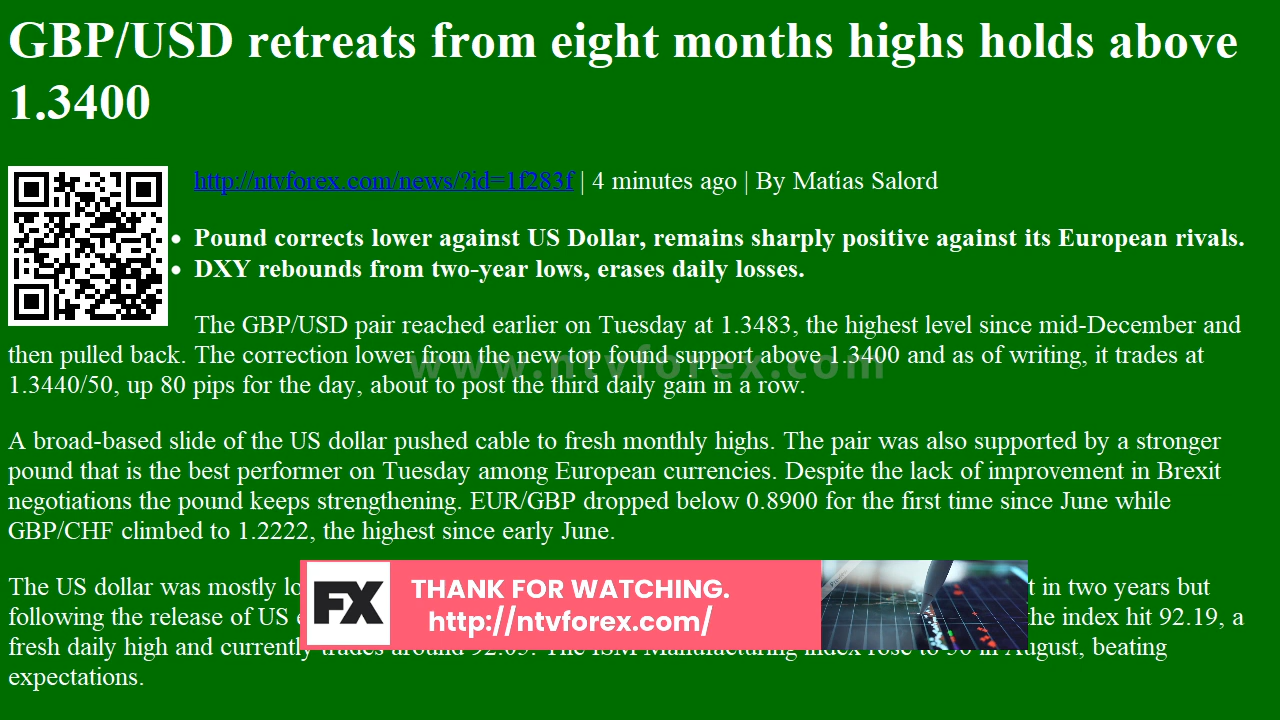 GBP/USD retreats from eight months highs holds above
1.3400
http://ntvforex.com/news/?id=1f283f | 4 minutes ago | By Matias Salord
• Pound corrects lower against US Dollar, remains sharply positive against its European rivals.
• DXY rebounds from two-year lows, erases daily losses.
The GBP/USD pair reached earlier on Tuesday at 1.3483, the highest level since mid-December and
then pulled back. The correction lower from the new top found support above 1.3400 and as of writing, it trades at
www.ntvforex.com
1.3440/50, up 80 pips for the day, about to post the third daily gain in a row.
A broad-based slide of the US dollar pushed cable to fresh monthly highs. The pair was also supported by a stronger
pound that is the best performer on Tuesday among European currencies. Despite the lack of improvement in Brexit
negotiations the pound keeps strengthening. EUR/GBP dropped below 0.8900 for the first time since June while
GBP/CHF climbed to 1.2222, the highest since early June.
The US dollar was mostly in two years but
following the release of US the index hit 92.19, a
fresh daily high and currently August, beating
expectations.
FX
THANK FOR WATCHING.
http://ntvforex.com/